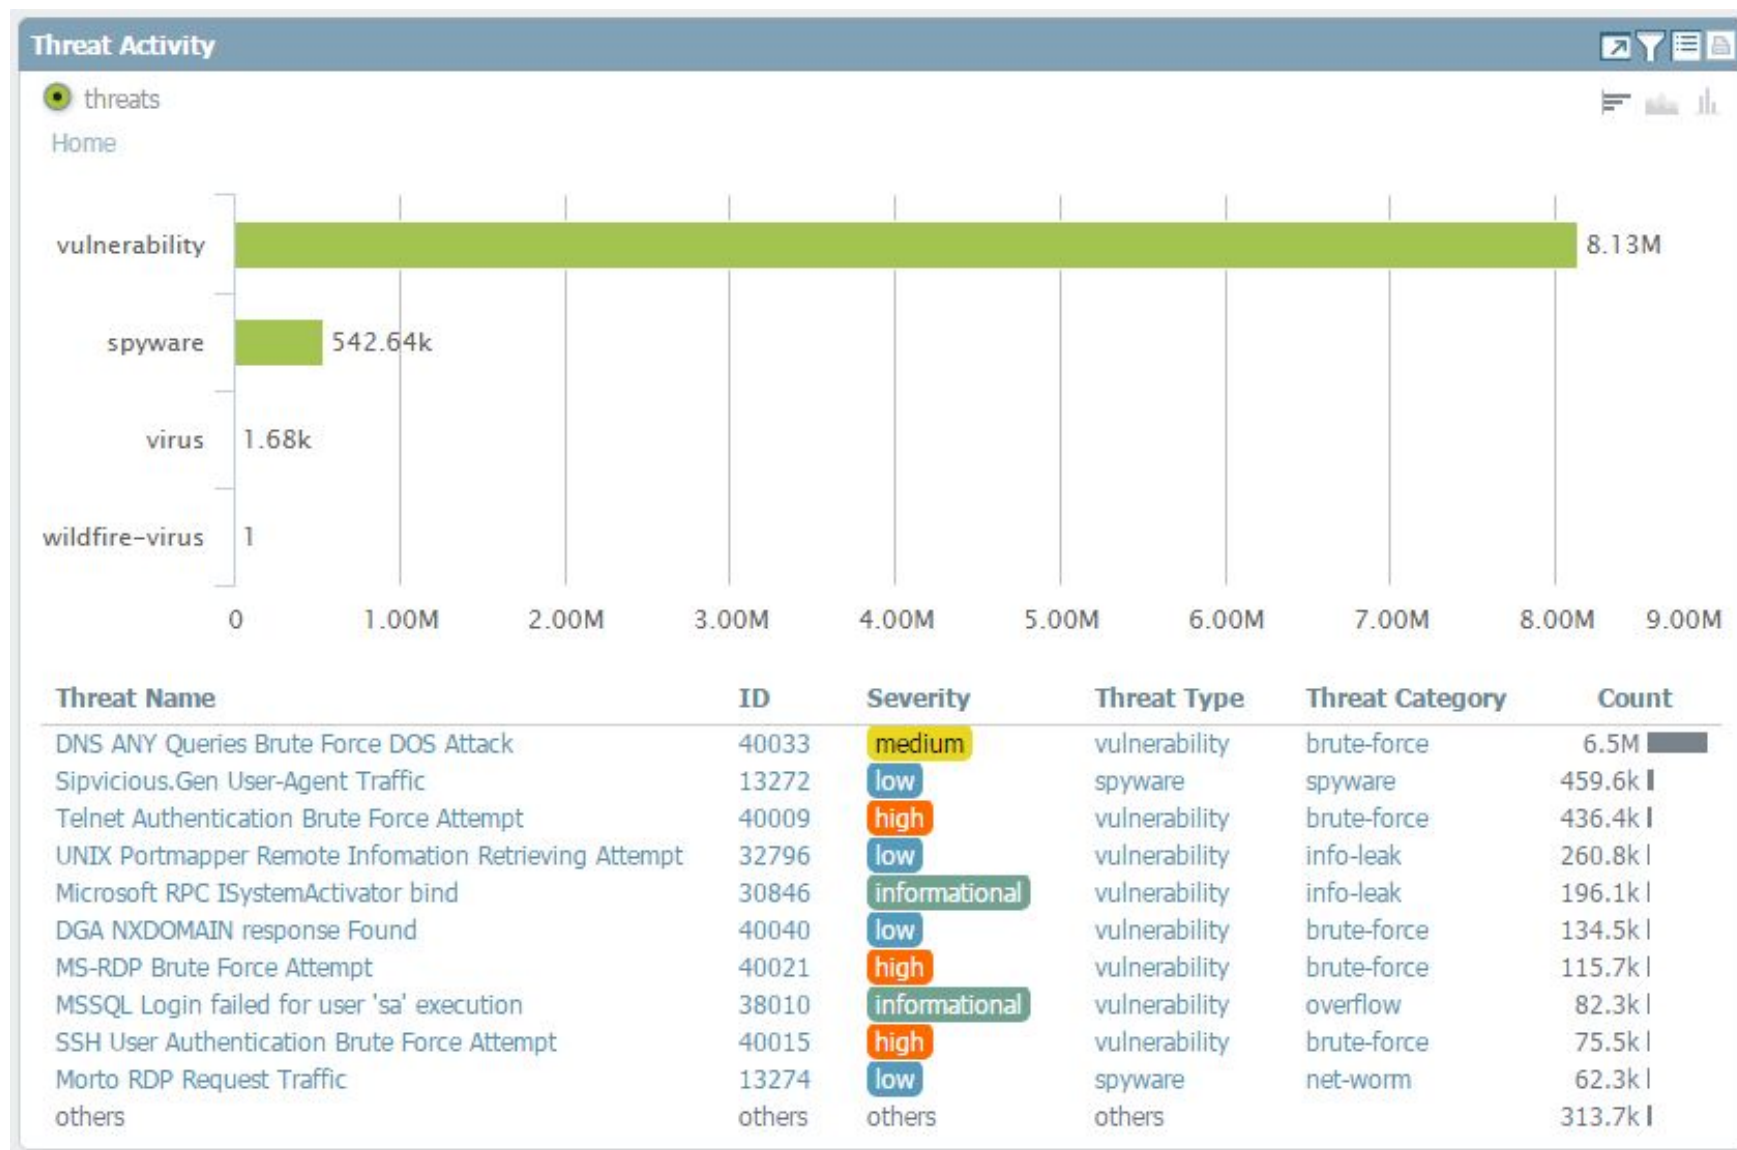 Threat Activity
threats
Home
vulnerability 8.13M
spyware 542.64k
virus 1.68k
wildfire-virus 1
0 1.00M 2.00M 3.00M 4.00M 5.00M 6.00M 7.00M 8.00M 9.00M
Threat Name ID Severity Threat Type Threat Category Count
DNS ANY Queries Brute Force DOS Attack 40033 medium vulnerability brute-force 6.5M
Sipvicious.Gen User-Agent Traffic 13272 low spyware spyware 459.6k
Telnet Authentication Brute Force Attempt 40009 high vulnerability brute-force 436.4k
UNIX Portmapper Remote Infomation Retrieving Attempt 32796 low vulnerability info-leak 260.8k
Microsoft RPC ISystemActivator bind 30846 informational vulnerability info-leak 196.1k
DGA NXDOMAIN response Found 40040 low vulnerability brute-force 134.5k
MS-RDP Brute Force Attempt 40021 high vulnerability brute-force 115.7k
MSSQL Login failed for user 'sa' execution 38010 informational vulnerability overflow 82.3k
SSH User Authentication Brute Force Attempt 40015 high vulnerability brute-force 75.5k
Morto RDP Request Traffic 13274 low spyware net-worm 62.3k
others others others others 313.7k